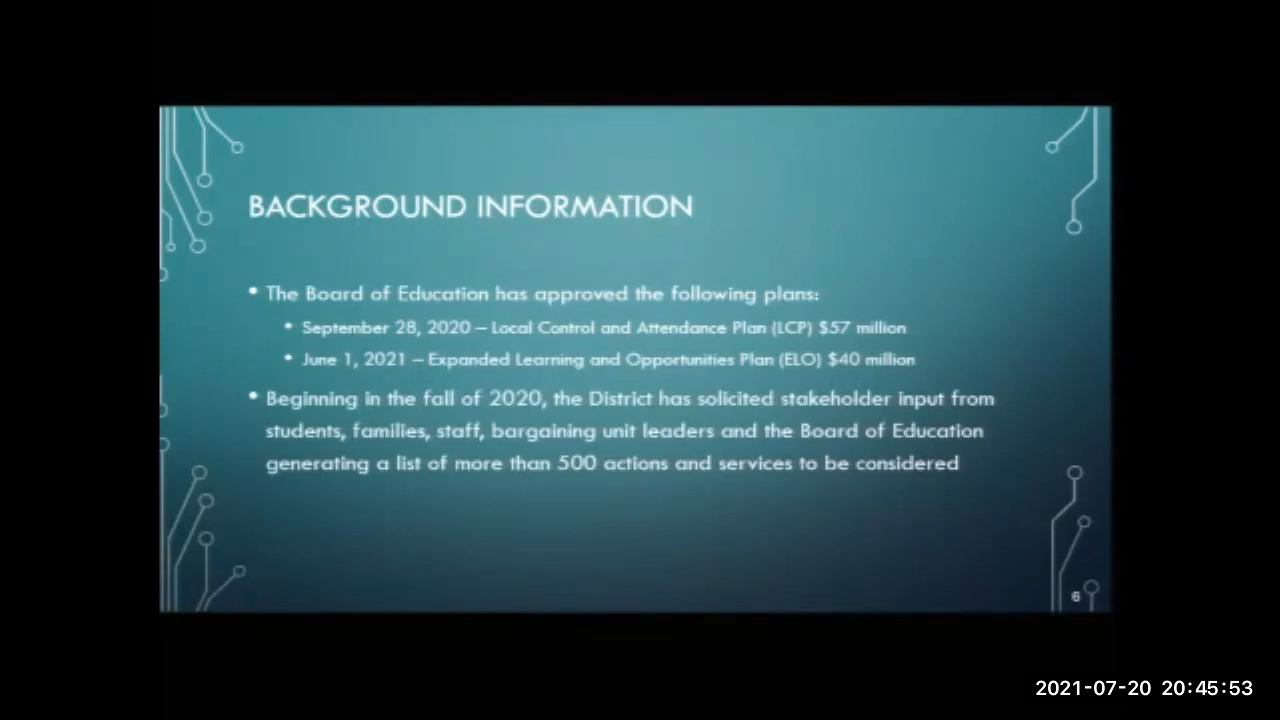 BACKGROUND INFORMATION
• The Board of Education has approved the following plans:
• September 28, 2020 – Local Control and Attendance Plan (LCP) $57 million
• June 1, 2021 – Expanded Learning and Opportunities Plan (ELO) $40 million
• Beginning in the fall of 2020, the District has solicited stakeholder input from
students, families, staff, bargaining unit leaders and the Board of Education
generating a list of more than 500 actions and services to be considered
6
2021-07-20 20:45:53